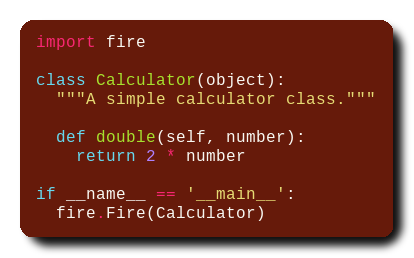 import fire

class Calculator(object):
  """A simple calculator class."""

  def double(self, number):
    return 2 * number

if __name__ == '__main__':
  fire.Fire(Calculator)